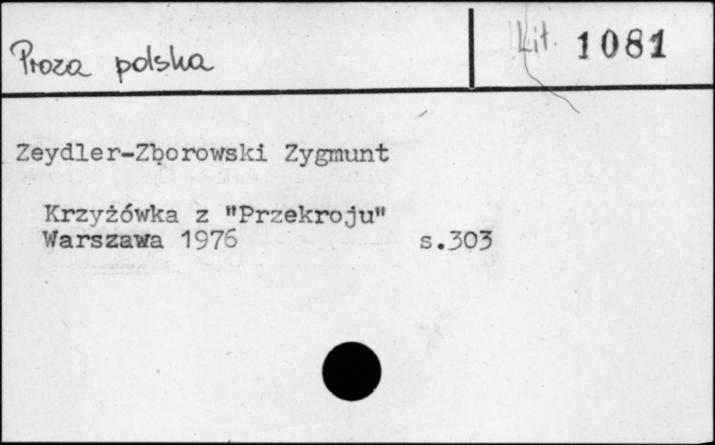 Proza polska
Lit. 1081
Zeydler-Zborowski Zygmunt
Krzyżówka z "Przekroju"
Warszawa 1976 s.303